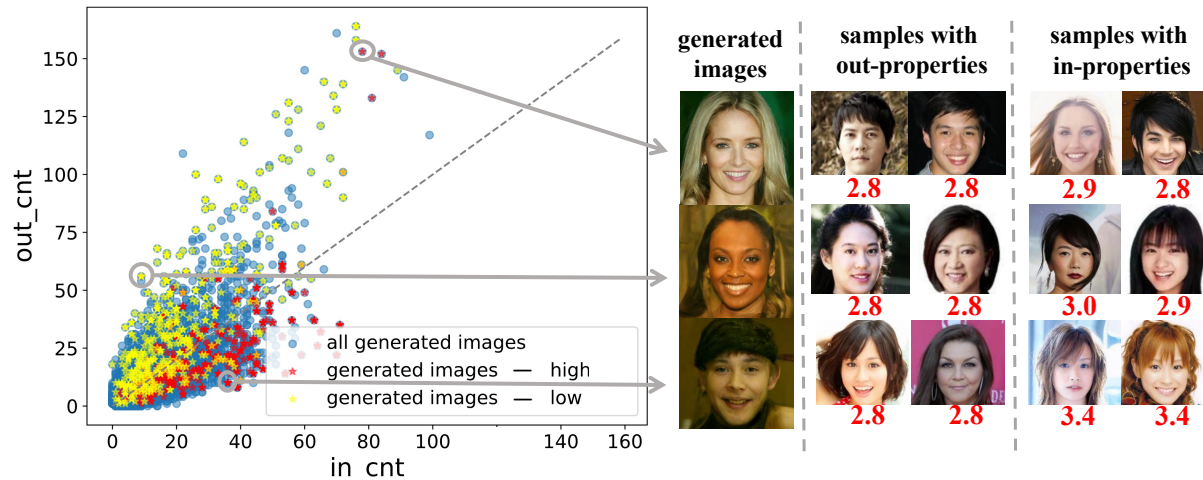 150
125
100
75
50
25
0
out_cnt
0
20
40
60
80
100
140
160
in_cnt
all generated images
generated images — high
generated images — low
generated
images
samples with
out-properties
samples with
in-properties
2.8 2.8 2.9 2.8
2.8 2.8 3.0 2.9
2.8 2.8 3.4 3.4